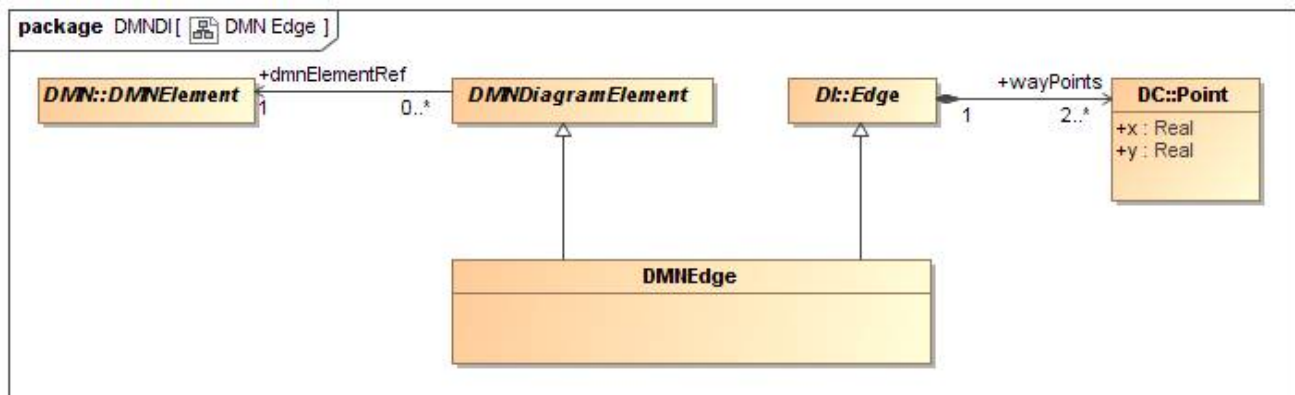 package DMNDI [ DMN Edge ]
+dmnElementRef
DMN::DMNElement
1
0..*
DMNDiagramElement
DI::Edge
+wayPoints
1
2..*
DC::Point
+x : Real
+y : Real
DMNEdge